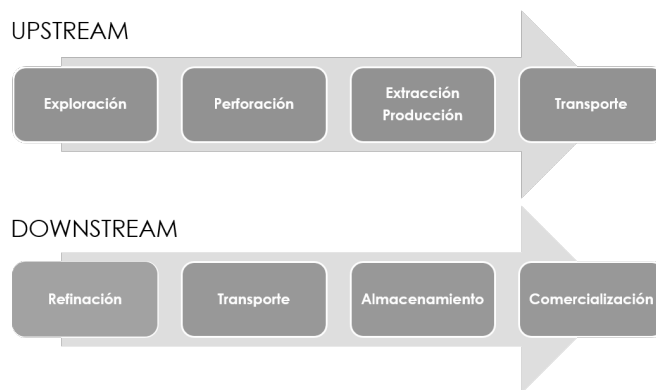 UPSTREAM
Exploración
Perforación
Extracción
Producción
Transporte
DOWNSTREAM
Refinación
Transporte
Almacenamiento
Comercialización